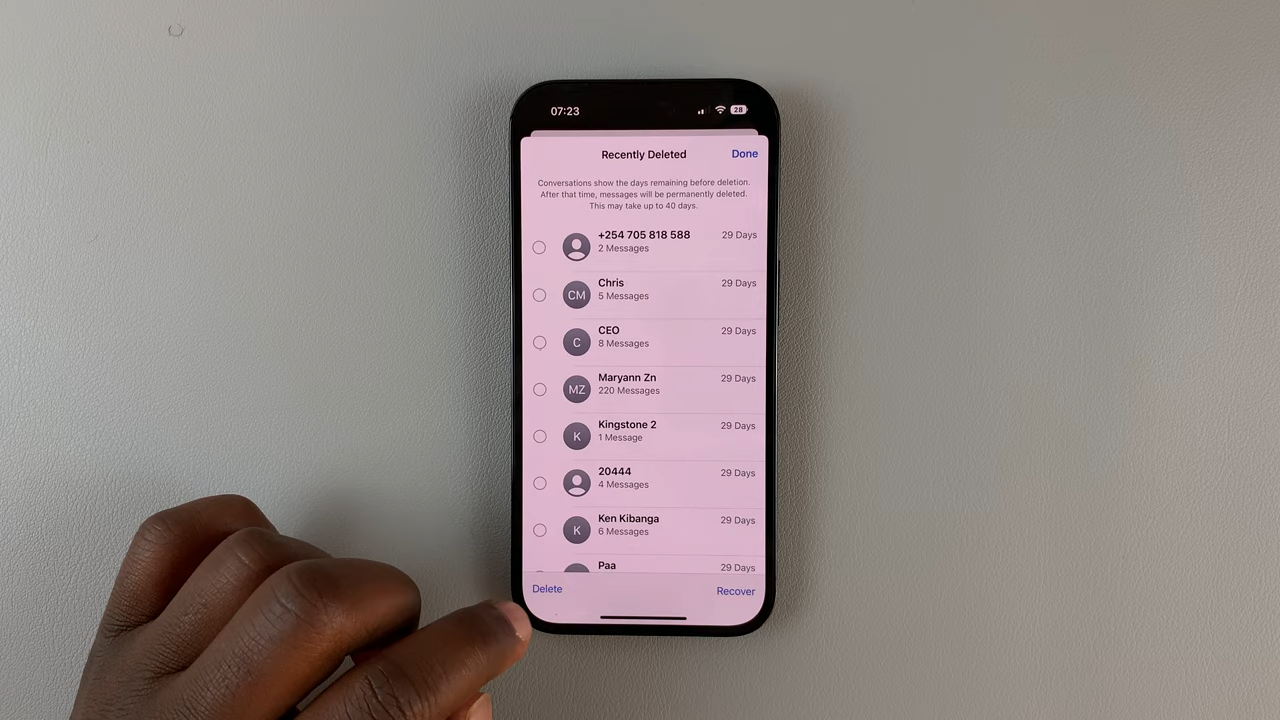 07:23
28
Recently Deleted
Done
Conversations show the days remaining before deletion.
After that time, messages will be permanently deleted.
This may take up to 40 days.
+254 705 818 588
29 Days
2 Messages
CM
Chris
29 Days
5 Messages
C
CEO
29 Days
8 Messages
MZ
Maryann Zn
29 Days
220 Messages
K
Kingstone 2
29 Days
1 Message
20444
29 Days
4 Messages
K
Ken Kibanga
29 Days
6 Messages
Paa
29 Days
Delete
Recover